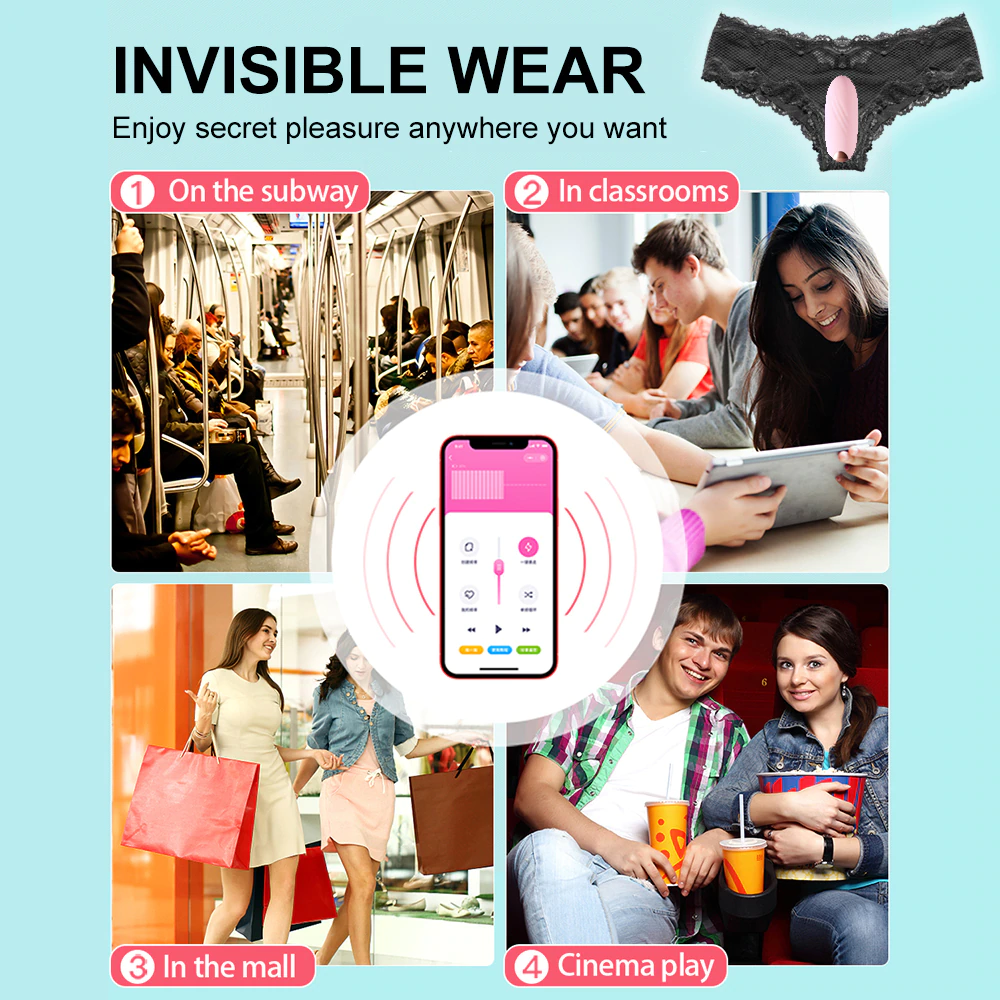 INVISIBLE WEAR
Enjoy secret pleasure anywhere you want
1 On the subway
2 In classrooms
6
3 In the mall
4 Cinema play